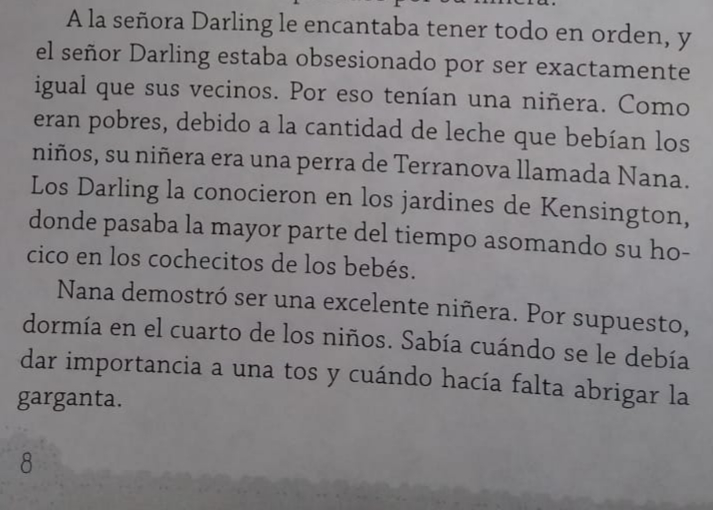 A la señora Darling le encantaba tener todo en orden, y
el señor Darling estaba obsesionado por ser exactamente
igual que sus vecinos. Por eso tenían una niñera. Como
eran pobres, debido a la cantidad de leche que bebían los
niños, su niñera era una perra de Terranova llamada Nana.
Los Darling la conocieron en los jardines de Kensington,
donde pasaba la mayor parte del tiempo asomando su ho-
cico en los cochecitos de los bebés.
Nana demostró ser una excelente niñera. Por supuesto,
dormía en el cuarto de los niños. Sabía cuándo se le debía
dar importancia a una tos y cuándo hacía falta abrigar la
garganta.
8